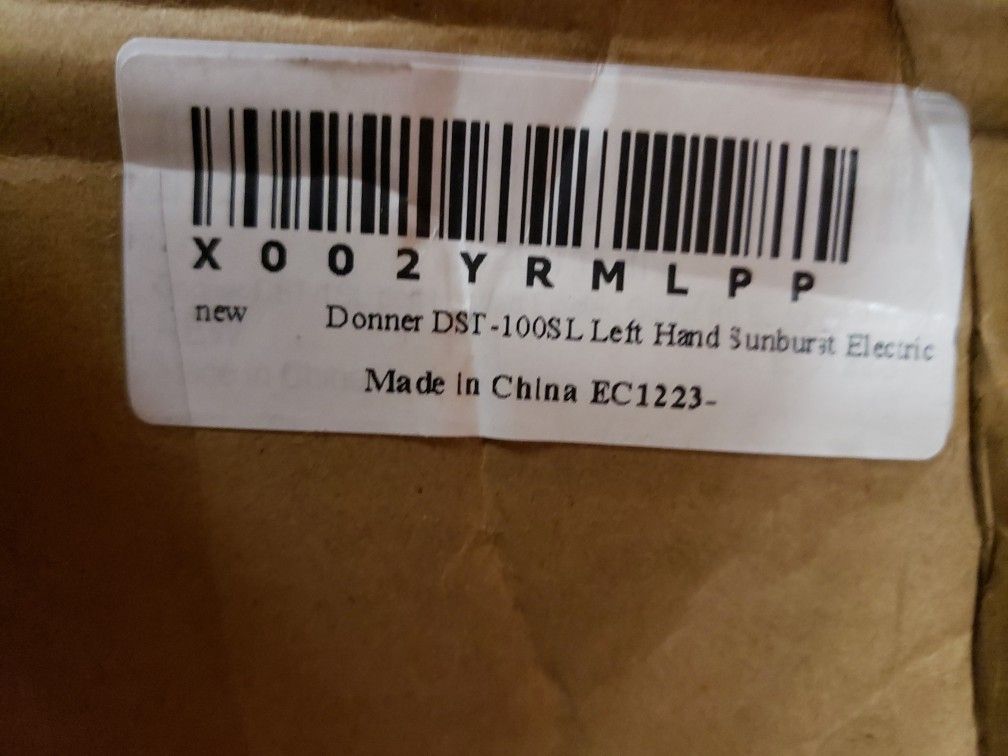 X002YRMLPP
new Donner DST-100SL Left Hand Sunburst Electric
Made in China EC1223-